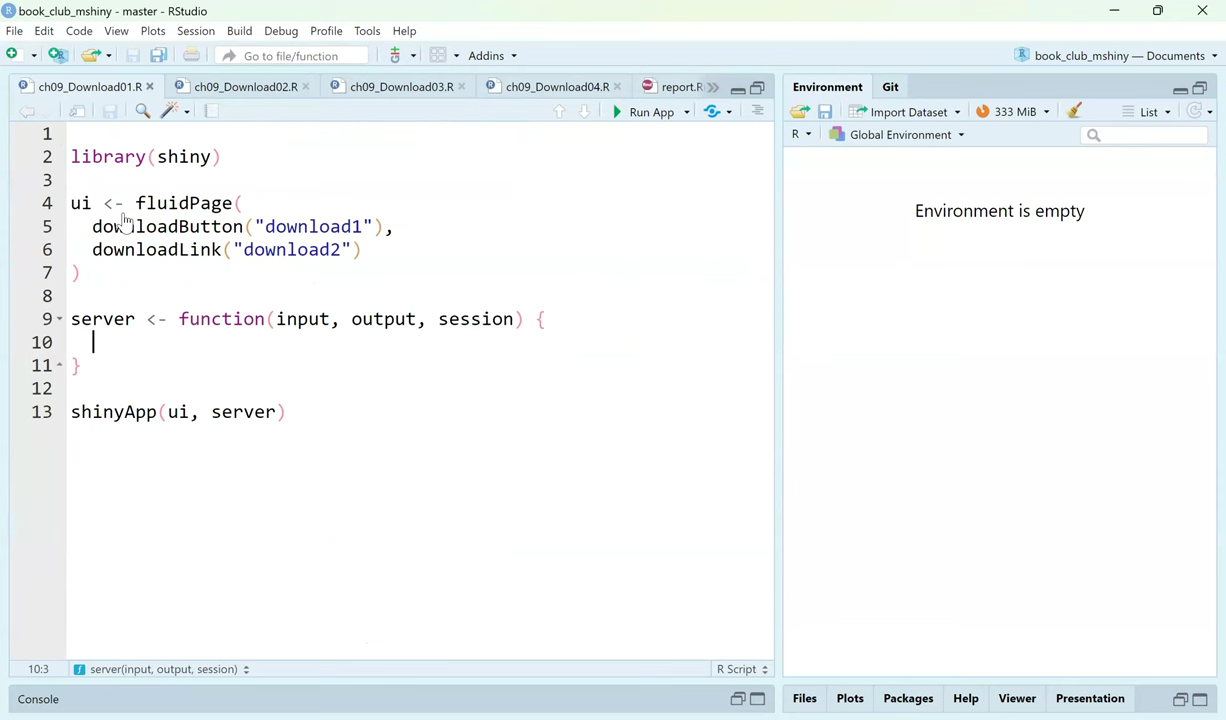 book_club_mshiny - master - RStudio
File Edit Code View Plots Session Build Debug Profile Tools Help
Go to file/function Addins book_club_mshiny — Documents
ch09_Download01.R ch09_Download02.R ch09_Download03.R ch09_Download04.R report.R
Run App
Environment Git
Import Dataset 333 MiB List
R Global Environment
Environment is empty
1
2 library(shiny)
3
4 ui <- fluidPage(
5 downloadButton("download1"),
6 downloadLink("download2")
7 )
8
9 server <- function(input, output, session) {
10
11 }
12
13 shinyApp(ui, server)
10:3 server(input, output, session) R Script
Console
Files Plots Packages Help Viewer Presentation